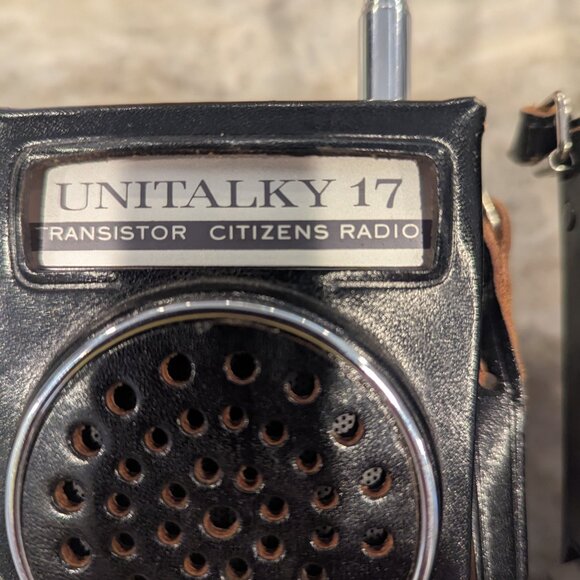 UNITALKY 17
TRANSISTOR CITIZENS RADIO